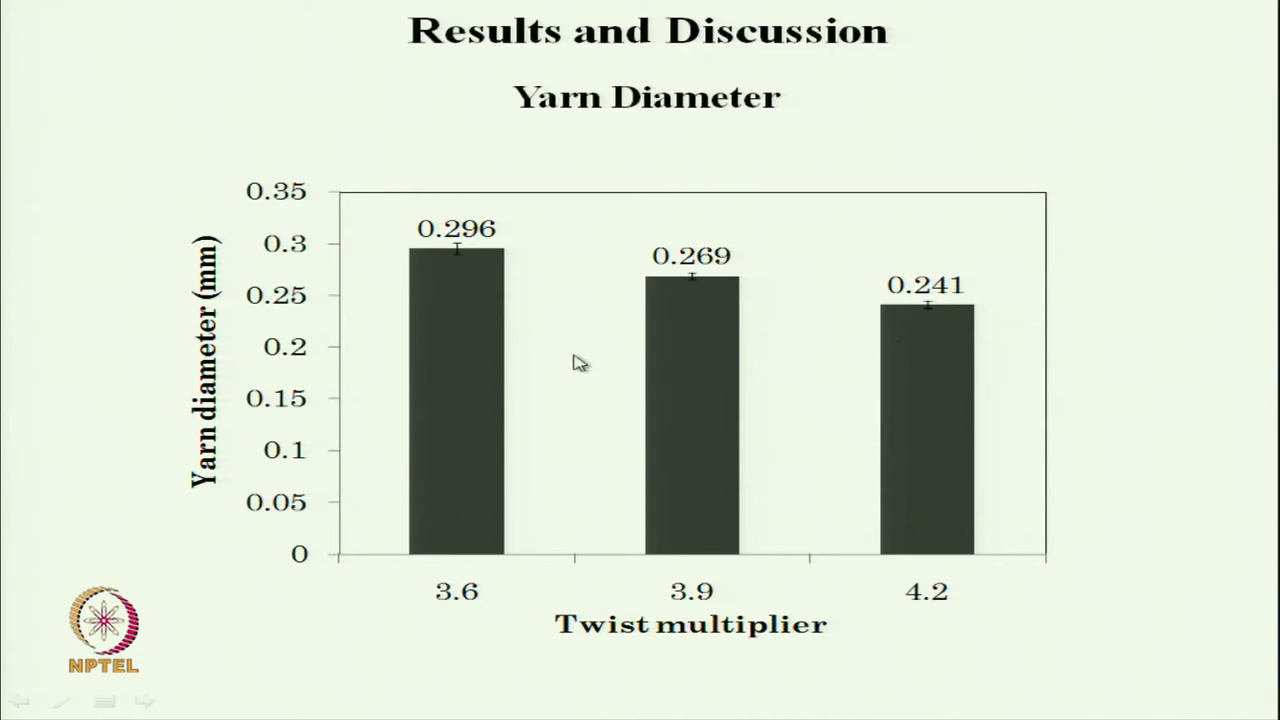 Results and Discussion
Yarn Diameter
Yarn diameter (mm)
0.35
0.3
0.25
0.2
0.15
0.1
0.05
0
0.296
0.269
0.241
3.6
3.9
4.2
Twist multiplier
NPTEL